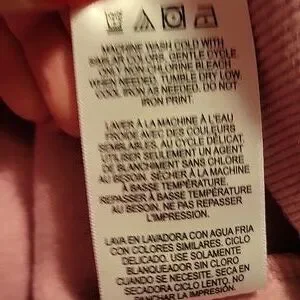 MACHINE WASH COLD WITH
SIMILAR COLORS, GENTLE CYCLE.
ONLY NON CHLORINE BLEACH
WHEN NEEDED. TUMBLE DRY LOW.
COOL IRON AS NEEDED. DO NOT
IRON PRINT.
LAVER À LA MACHINE À L'EAU
FROIDE AVEC DES COULEURS
SEMBLABLES, AU CYCLE DÉLICAT.
UTILISER SEULEMENT UN AGENT
DE BLANCHIMENT SANS CHLORE
AU BESOIN. SÉCHER À LA MACHINE
À BASSE TEMPÉRATURE.
REPASSER À BASSE TEMPÉRATURE
AU BESOIN. NE PAS REPASSER
L'IMPRESSION.
LAVA EN LAVADORA CON AGUA FRIA
CON COLORES SIMILARES. CICLO
DELICADO. USE SOLAMENTE
BLANQUEADOR SIN CLORO
CUANDO SE NECESITE. SECA EN
SECADORA CICLO LENTO.
NO
PLANCHAR LA IMPRESIÓN.